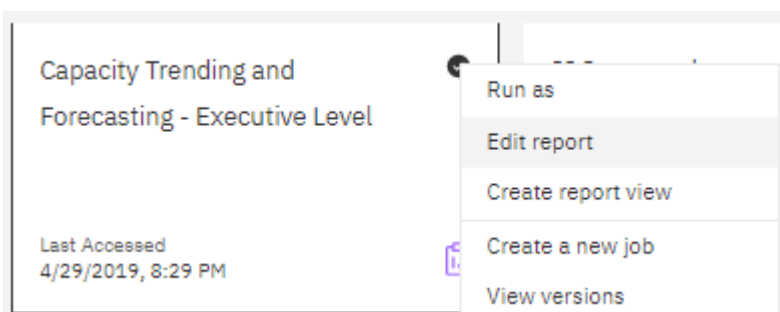 Capacity Trending and
Forecasting - Executive Level
Last Accessed
4/29/2019, 8:29 PM
Run as
Edit report
Create report view
Create a new job
View versions